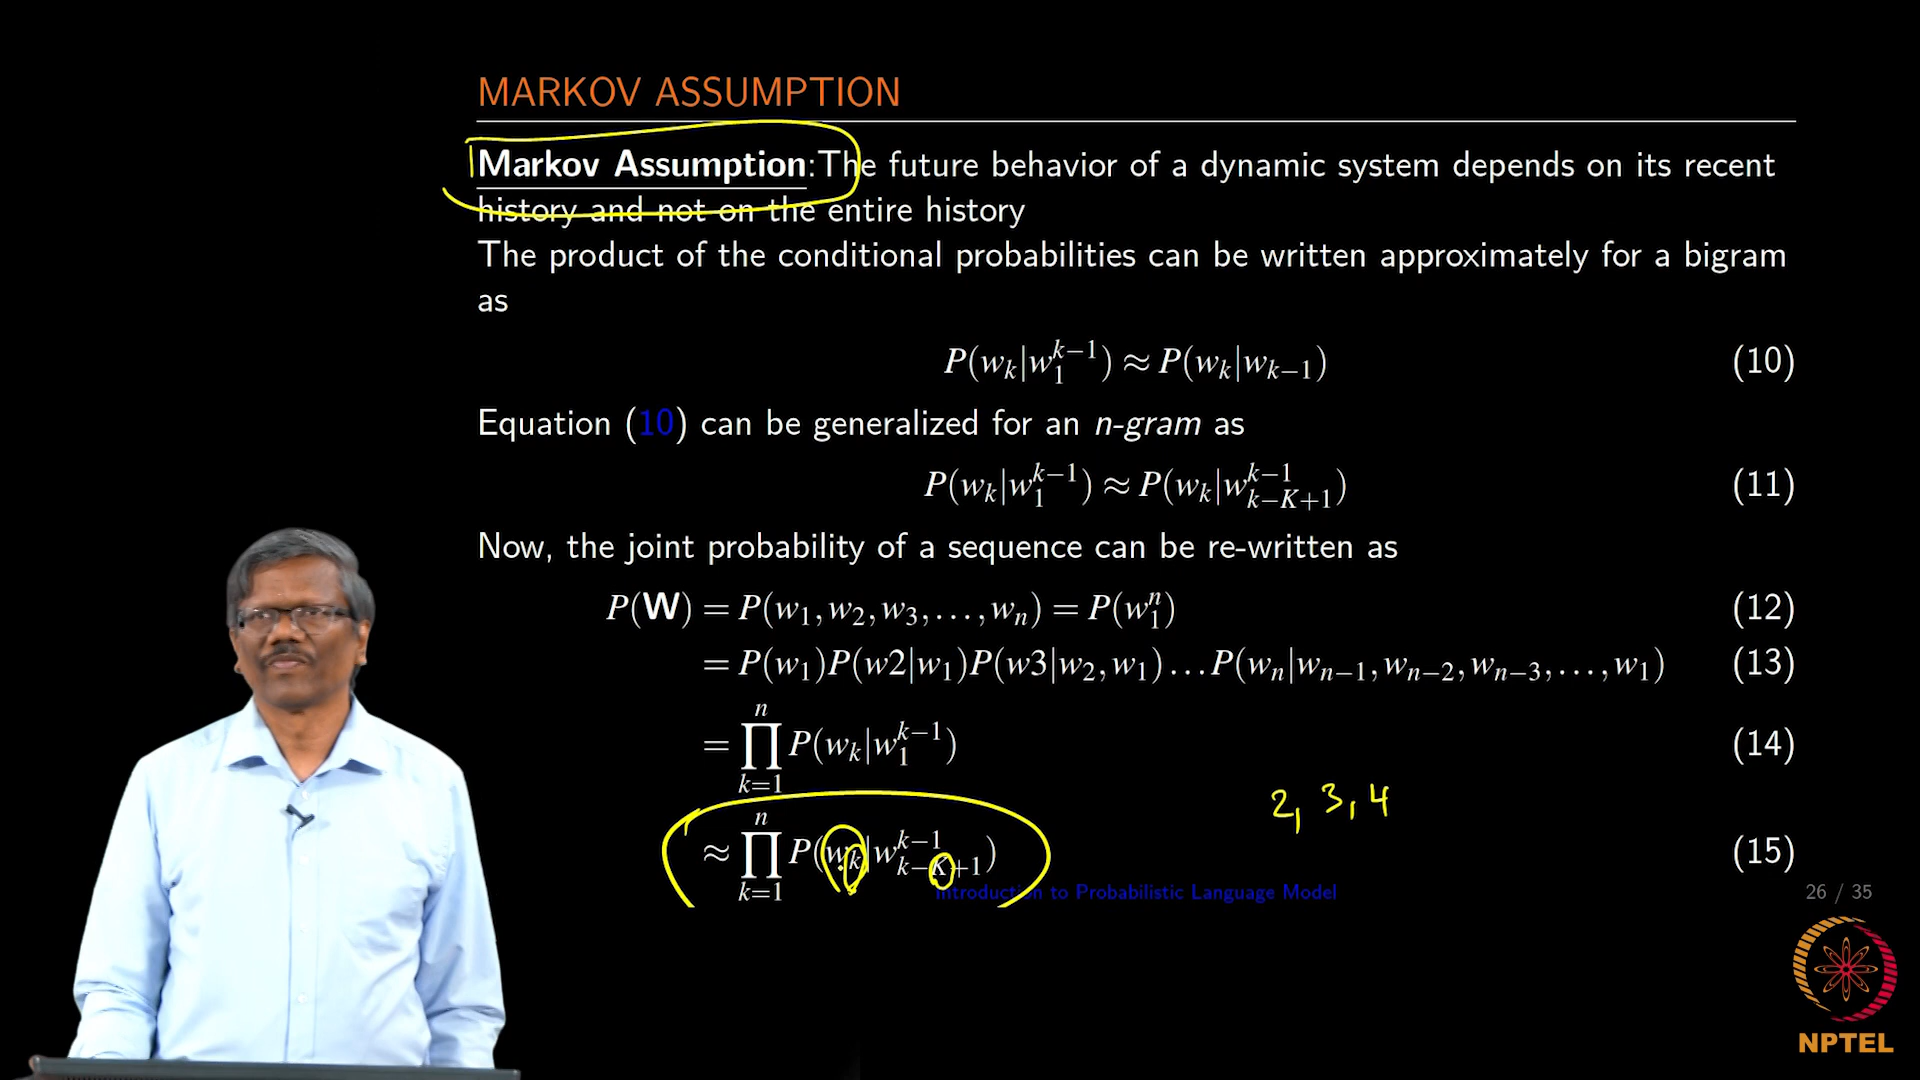 MARKOV ASSUMPTION
Markov Assumption:The future behavior of a dynamic system depends on its recent
history and not on the entire history
The product of the conditional probabilities can be written approximately for a bigram
as
P(w_k|w_1^{k−1}) ≈ P(w_k|w_{k−1}) (10)
Equation (10) can be generalized for an n-gram as
P(w_k|w_1^{k−1}) ≈ P(w_k|w_{k−K+1}^{k−1}) (11)
Now, the joint probability of a sequence can be re-written as
P(W) = P(w_1, w_2, w_3, ..., w_n) = P(w_1^n) (12)
= P(w_1)P(w2|w_1)P(w3|w_2, w_1)...P(w_n|w_{n−1}, w_{n−2}, w_{n−3}, ..., w_1) (13)
= ∏_{k=1}^{n} P(w_k|w_1^{k−1}) (14)
2, 3, 4
≈ ∏_{k=1}^{n} P(w_k|w_{k−K+1}^{k−1}) (15)
Introduction to Probabilistic Language Model 26 / 35
NPTEL